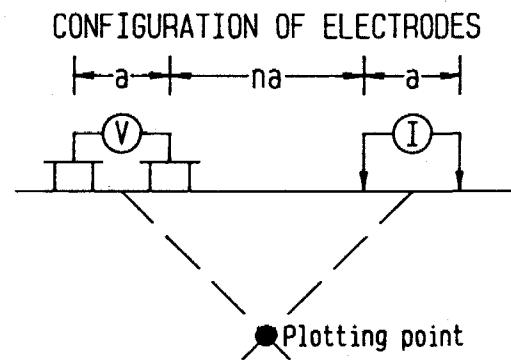 CONFIGURATION OF ELECTRODES
a na a
V I
Plotting point